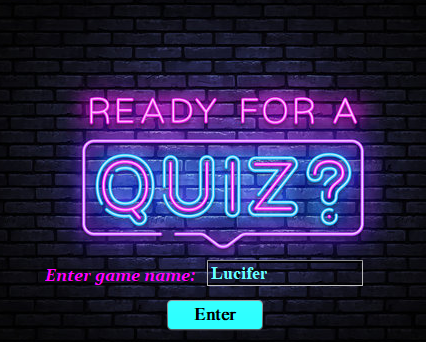 READY FOR A
QUIZ?
Enter game name: Lucifer
Enter